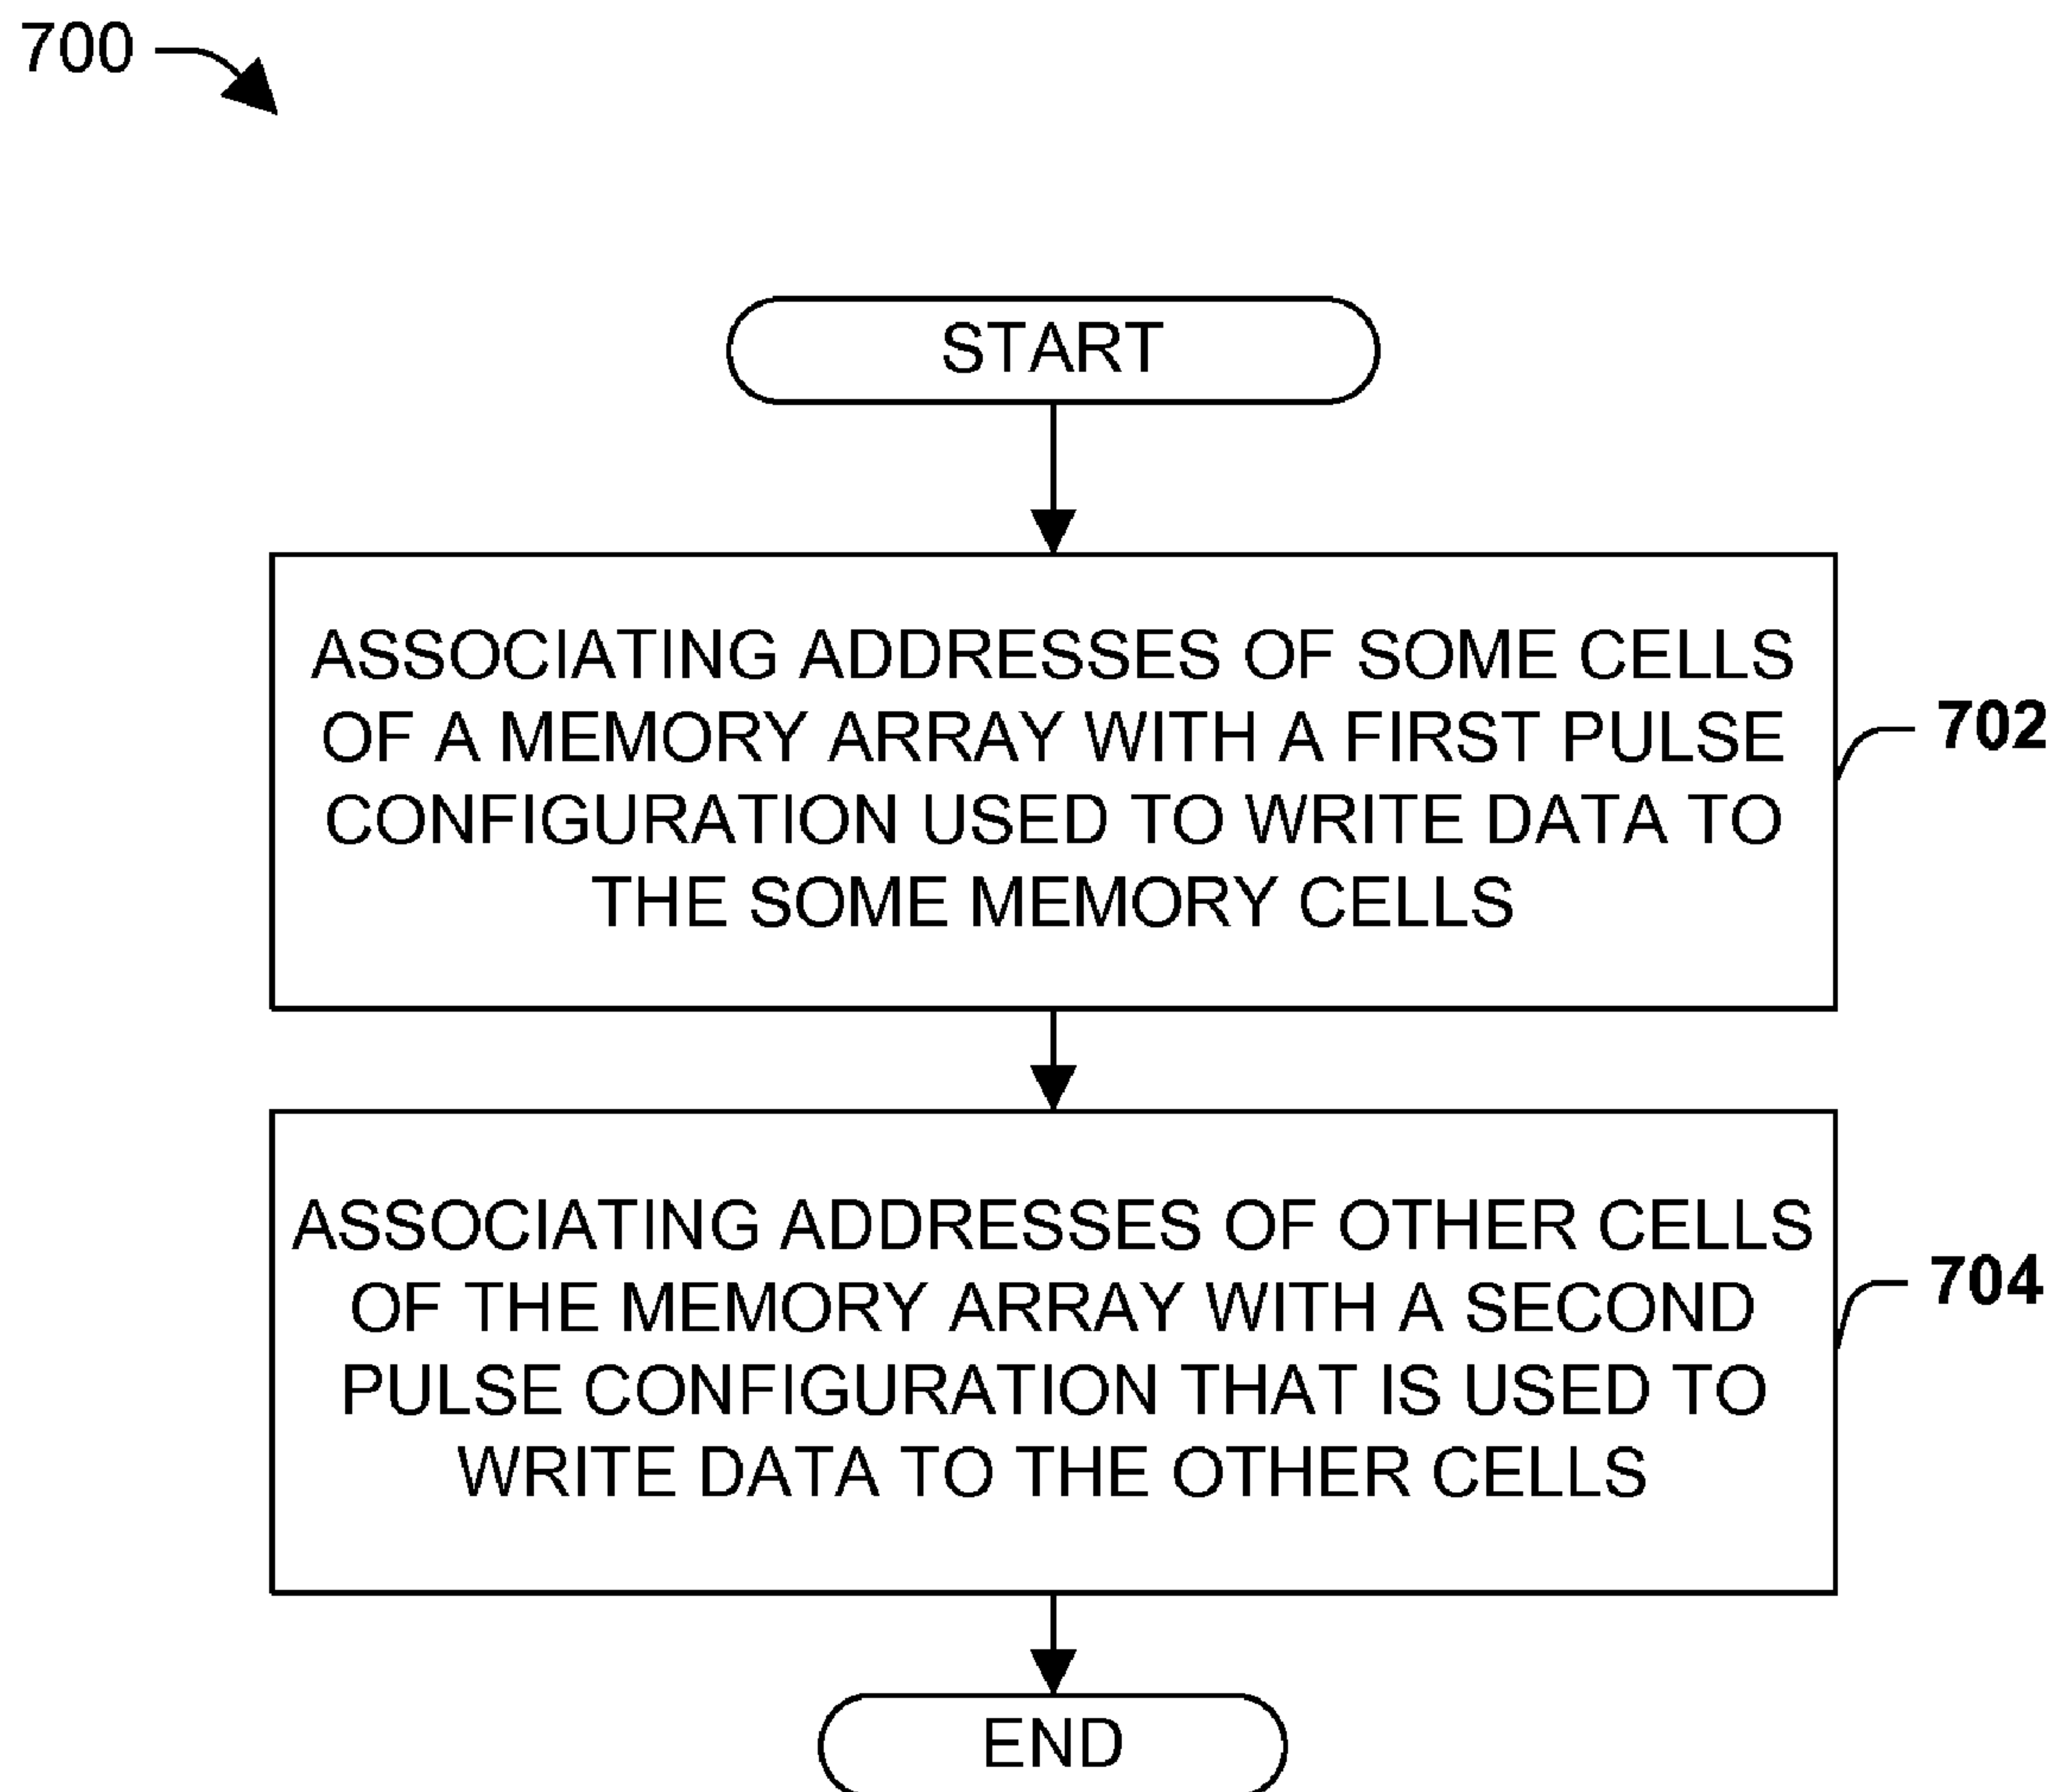 700
START
ASSOCIATING ADDRESSES OF SOME CELLS
OF A MEMORY ARRAY WITH A FIRST PULSE
CONFIGURATION USED TO WRITE DATA TO
THE SOME MEMORY CELLS
702
ASSOCIATING ADDRESSES OF OTHER CELLS
OF THE MEMORY ARRAY WITH A SECOND
PULSE CONFIGURATION THAT IS USED TO
WRITE DATA TO THE OTHER CELLS
704
END